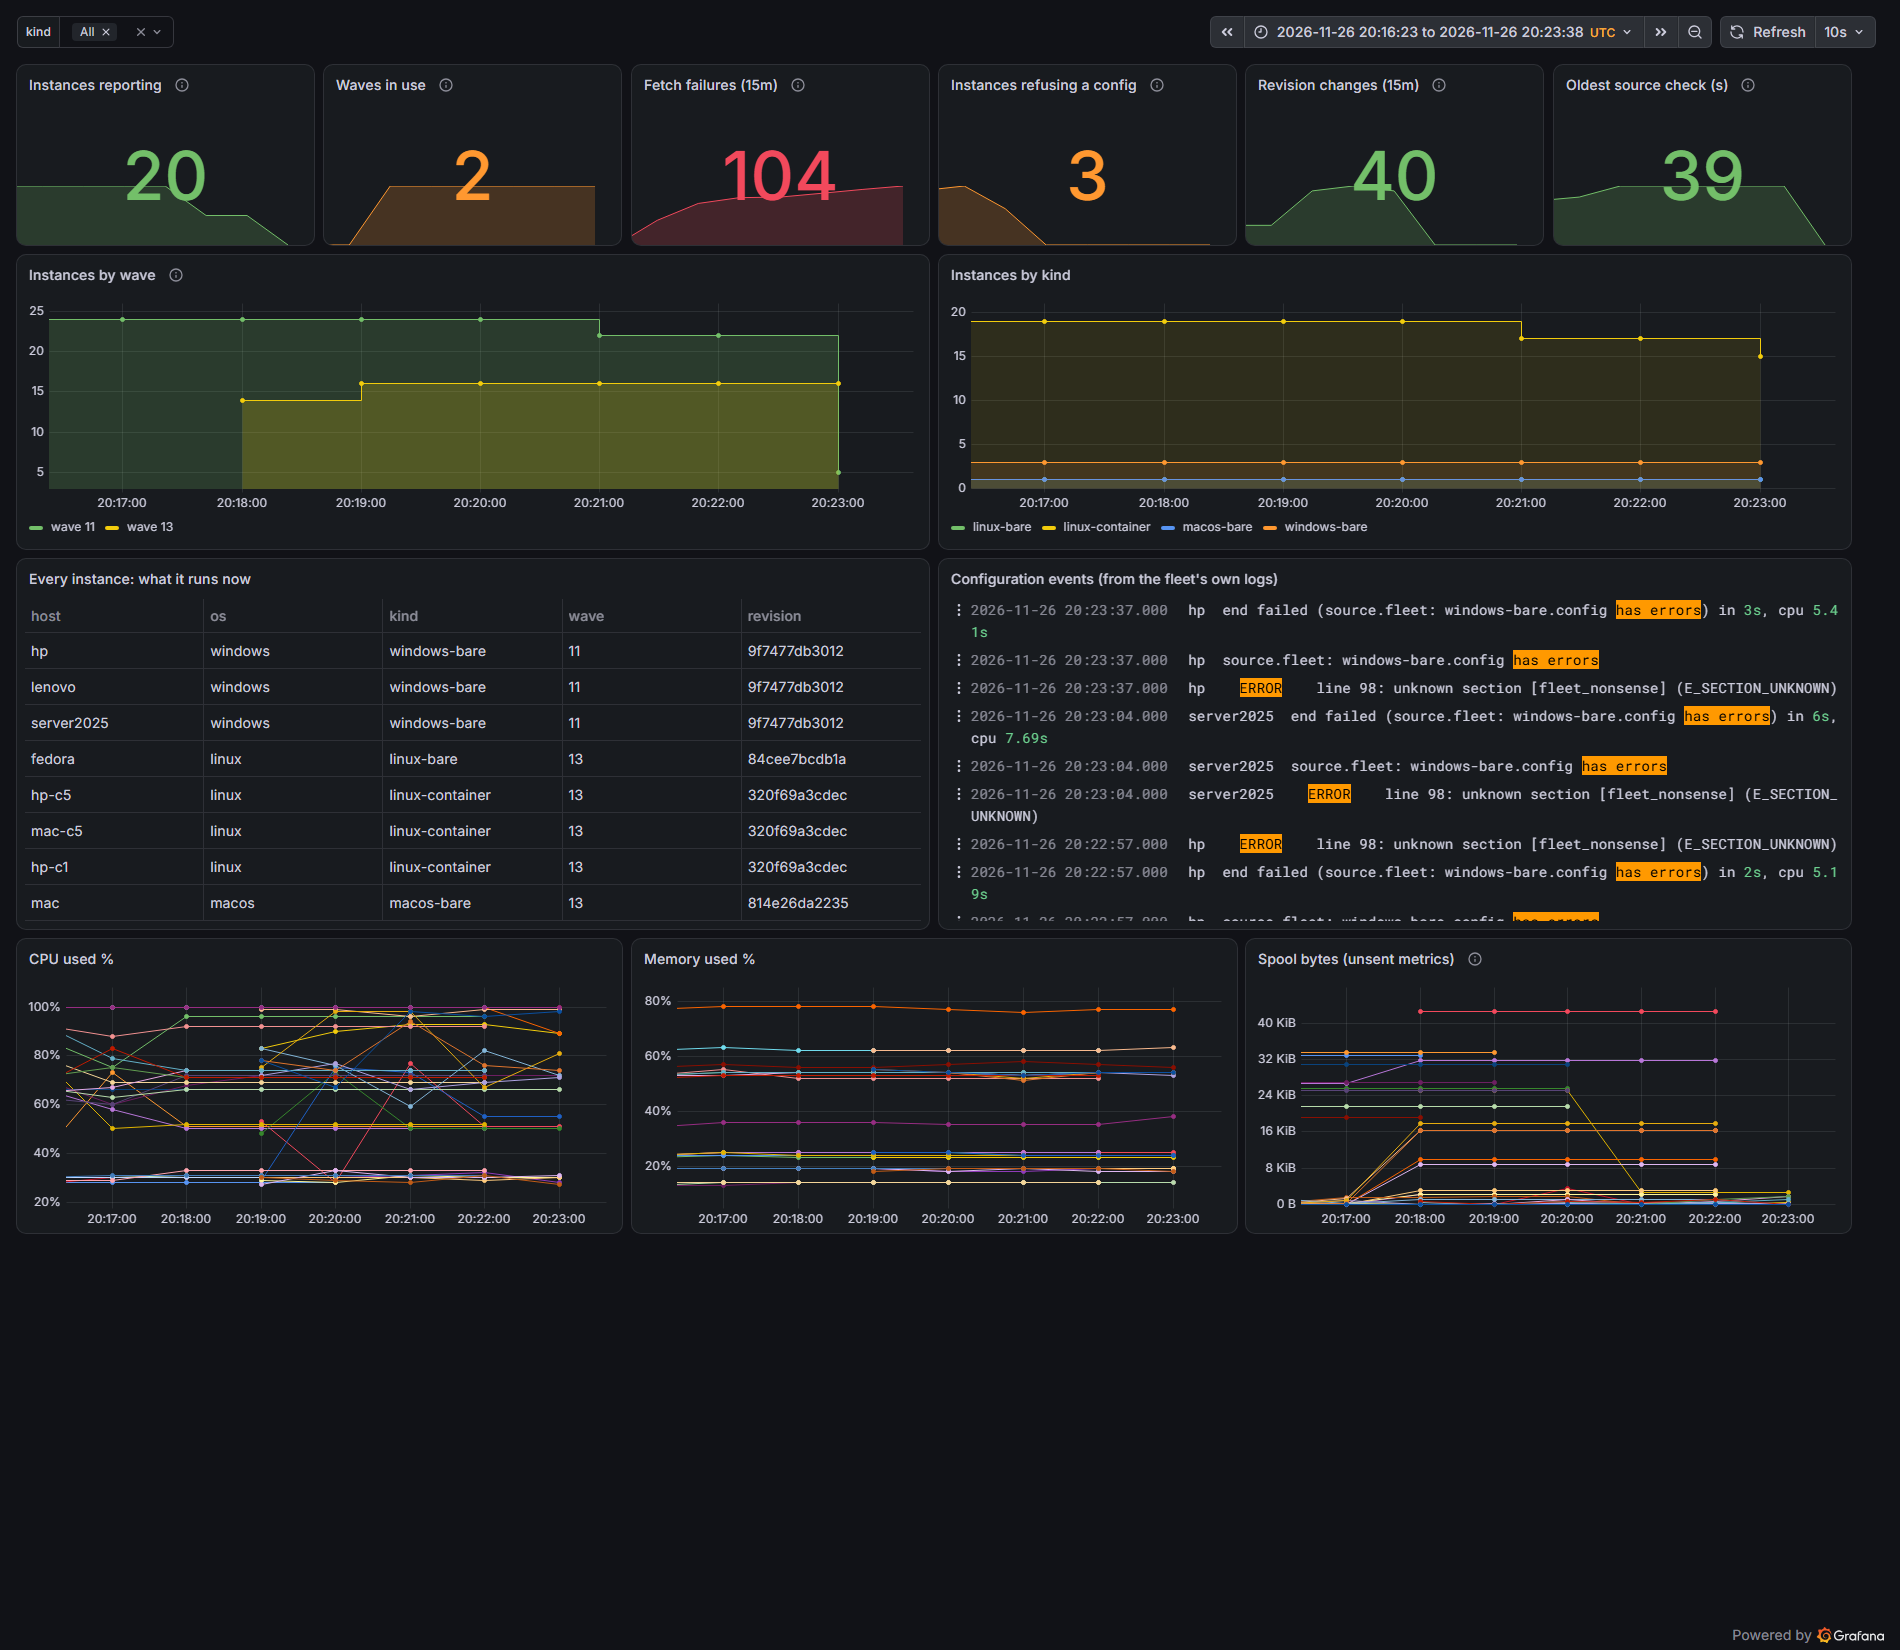 kind All
2026-11-26 20:16:23 to 2026-11-26 20:23:38 UTC
Refresh 10s
Instances reporting
20
Waves in use
2
Fetch failures (15m)
104
Instances refusing a config
3
Revision changes (15m)
40
Oldest source check (s)
39
Instances by wave
25
20
15
10
5
20:17:00 20:18:00 20:19:00 20:20:00 20:21:00 20:22:00 20:23:00
wave 11 wave 13
Instances by kind
20
15
10
5
0
20:17:00 20:18:00 20:19:00 20:20:00 20:21:00 20:22:00 20:23:00
linux-bare linux-container macos-bare windows-bare
Every instance: what it runs now
host os kind wave revision
hp windows windows-bare 11 9f7477db3012
lenovo windows windows-bare 11 9f7477db3012
server2025 windows windows-bare 11 9f7477db3012
fedora linux linux-bare 13 84cee7bcdb1a
hp-c5 linux linux-container 13 320f69a3cdec
mac-c5 linux linux-container 13 320f69a3cdec
hp-c1 linux linux-container 13 320f69a3cdec
mac macos macos-bare 13 814e26da2235
Configuration events (from the fleet's own logs)
2026-11-26 20:23:37.000 hp end failed (source.fleet: windows-bare.config has errors) in 3s, cpu 5.4
1s
2026-11-26 20:23:37.000 hp source.fleet: windows-bare.config has errors
2026-11-26 20:23:37.000 hp ERROR line 98: unknown section [fleet_nonsense] (E_SECTION_UNKNOWN)
2026-11-26 20:23:04.000 server2025 end failed (source.fleet: windows-bare.config has errors) in 6s,
cpu 7.69s
2026-11-26 20:23:04.000 server2025 source.fleet: windows-bare.config has errors
2026-11-26 20:23:04.000 server2025 ERROR line 98: unknown section [fleet_nonsense] (E_SECTION_
UNKNOWN)
2026-11-26 20:22:57.000 hp ERROR line 98: unknown section [fleet_nonsense] (E_SECTION_UNKNOWN)
2026-11-26 20:22:57.000 hp end failed (source.fleet: windows-bare.config has errors) in 2s, cpu 5.1
9s
2026-11-26 20:22:57.000 hp source.fleet: windows-bare.config has errors
CPU used %
100%
80%
60%
40%
20%
20:17:00 20:18:00 20:19:00 20:20:00 20:21:00 20:22:00 20:23:00
Memory used %
80%
60%
40%
20%
20:17:00 20:18:00 20:19:00 20:20:00 20:21:00 20:22:00 20:23:00
Spool bytes (unsent metrics)
40 KiB
32 KiB
24 KiB
16 KiB
8 KiB
0 B
20:17:00 20:18:00 20:19:00 20:20:00 20:21:00 20:22:00 20:23:00
Powered by Grafana